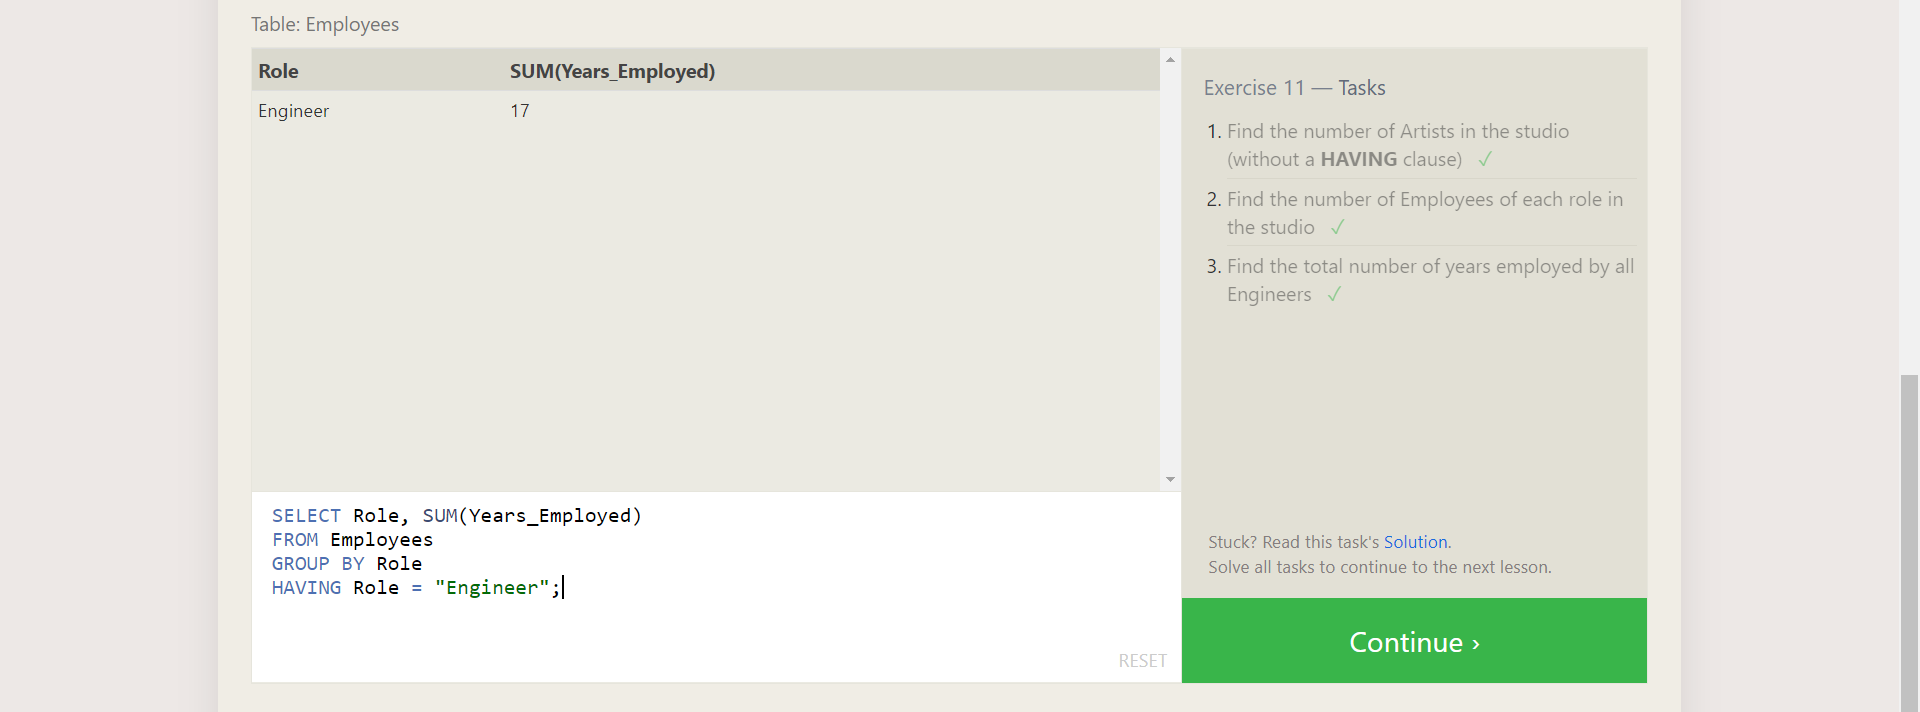 Table: Employees
Role SUM(Years_Employed)
Engineer 17
SELECT Role, SUM(Years_Employed)
FROM Employees
GROUP BY Role
HAVING Role = "Engineer";
RESET
Exercise 11 — Tasks
1. Find the number of Artists in the studio
(without a HAVING clause) ✓
2. Find the number of Employees of each role in
the studio ✓
3. Find the total number of years employed by all
Engineers ✓
Stuck? Read this task's Solution.
Solve all tasks to continue to the next lesson.
Continue ›